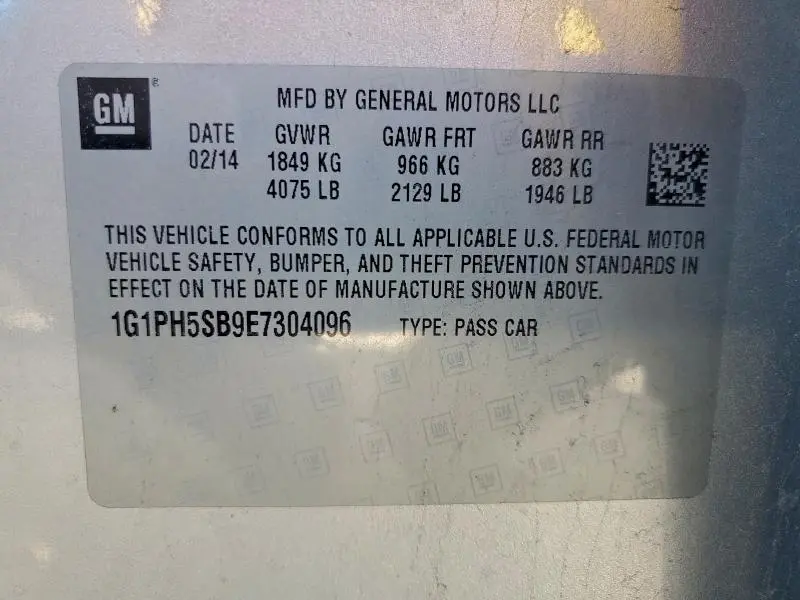 GM ®
MFD BY GENERAL MOTORS LLC
DATE GVWR GAWR FRT GAWR RR
02/14 1849 KG 966 KG 883 KG
4075 LB 2129 LB 1946 LB
THIS VEHICLE CONFORMS TO ALL APPLICABLE U.S. FEDERAL MOTOR
VEHICLE SAFETY, BUMPER, AND THEFT PREVENTION STANDARDS IN
EFFECT ON THE DATE OF MANUFACTURE SHOWN ABOVE.
1G1PH5SB9E7304096 TYPE: PASS CAR